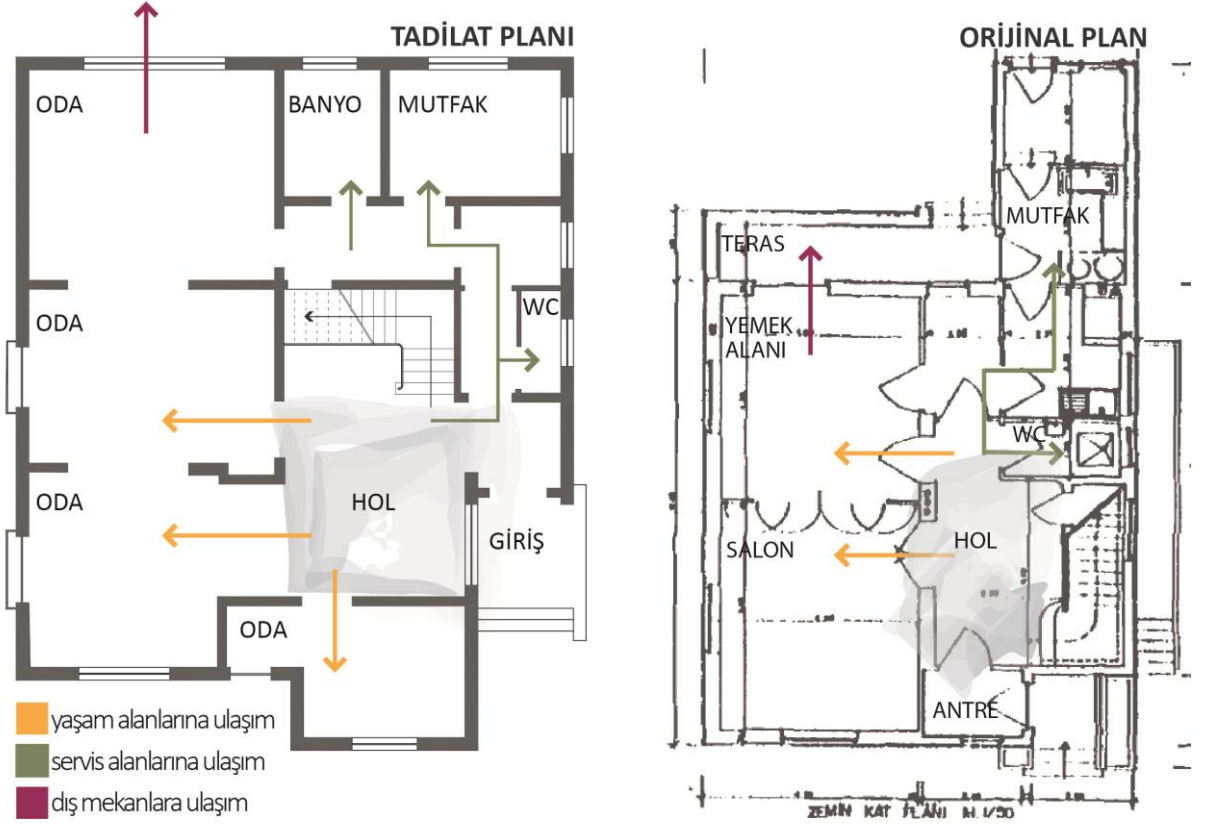 TADİLAT PLANI
ODA
BANYO
MUTFAK
ODA
WC
ODA
HOL
GİRİŞ
ODA
yaşam alanlarına ulaşım
servis alanlarına ulaşım
dış mekanlara ulaşım
ORİJİNAL PLAN
MUTFAK
TERAS
YEMEK
ALANI
WC
SALON
HOL
ANTRE
ZEMİN KAT PLANI